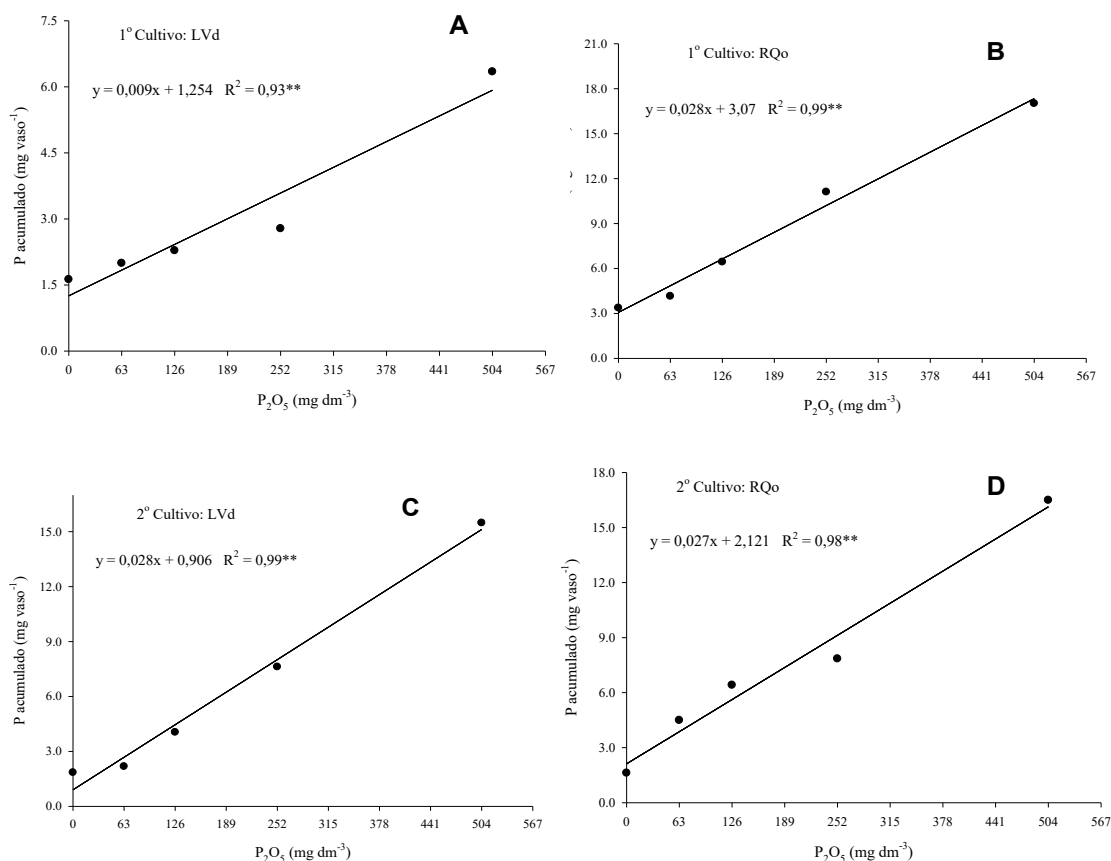 A
1º Cultivo: LVd
y = 0,009x + 1,254 R² = 0,93**
P acumulado (mg vaso⁻¹)
7.5
6.0
4.5
3.0
1.5
0.0
0 63 126 189 252 315 378 441 504 567
P₂O₅ (mg dm⁻³)
B
1º Cultivo: RQo
y = 0,028x + 3,07 R² = 0,99**
21.0
18.0
15.0
12.0
9.0
6.0
3.0
0.0
0 63 126 189 252 315 378 441 504 567
P₂O₅ (mg dm⁻³)
C
2º Cultivo: LVd
y = 0,028x + 0,906 R² = 0,99**
P acumulado (mg vaso⁻¹)
15.0
12.0
9.0
6.0
3.0
0.0
0 63 126 189 252 315 378 441 504 567
P₂O₅ (mg dm⁻³)
D
2º Cultivo: RQo
y = 0,027x + 2,121 R² = 0,98**
P acumulado (mg vaso⁻¹)
18.0
15.0
12.0
9.0
6.0
3.0
0.0
0 63 126 189 252 315 378 441 504 567
P₂O₅ (mg dm⁻³)